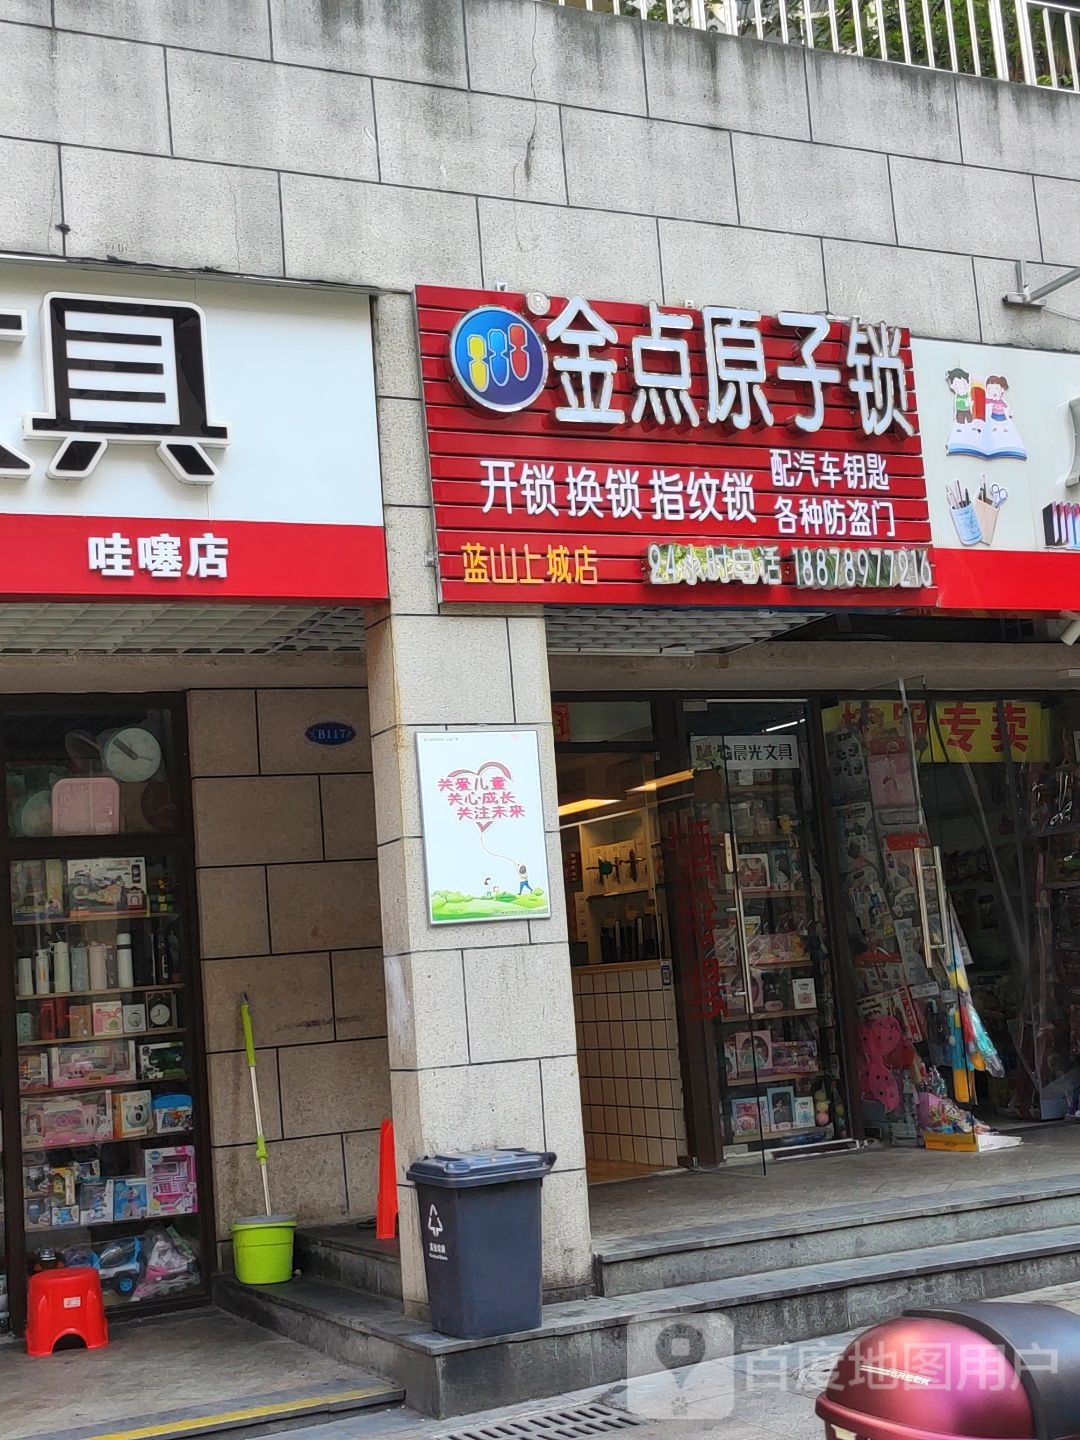 具
哇噻店
®
金点原子锁
开锁 换锁 指纹锁
配汽车钥匙
各种防盗门
蓝山上城店
24小时电话 18878977216
B117
关爱儿童
关心成长
关注未来
晨光文具
专卖
GREEK
百度地图用户